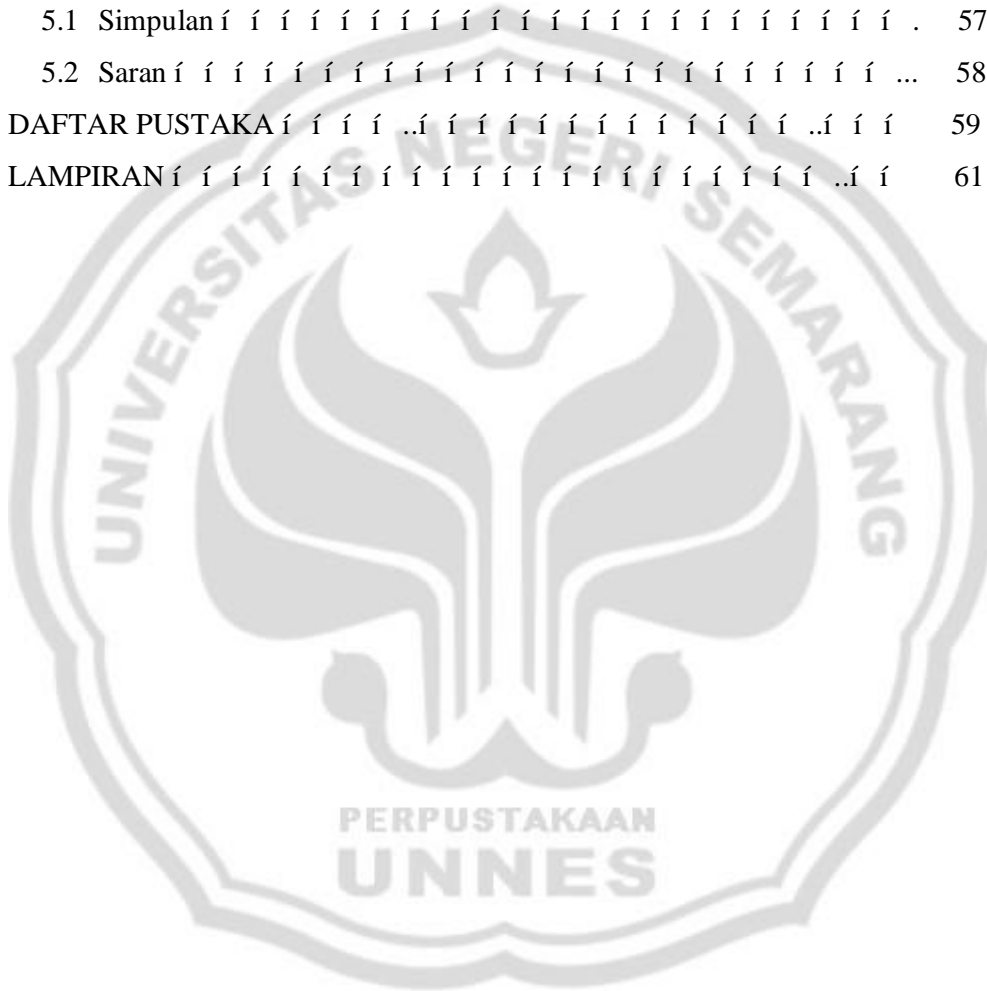 5.1 Simpulan í í í í í í í í í í í í í í í í í í í í í í í . 57
5.2 Saran í í í í í í í í í í í í í í í í í í í í í í í ... 58
DAFTAR PUSTAKA í í í í ..í í í í í í í í í í í í í ..í í í 59
LAMPIRAN í í í í í í í í í í í í í í í í í í í í í í ..í í 61
UNIVERSITAS NEGERI SEMARANG
PERPUSTAKAAN
UNNES